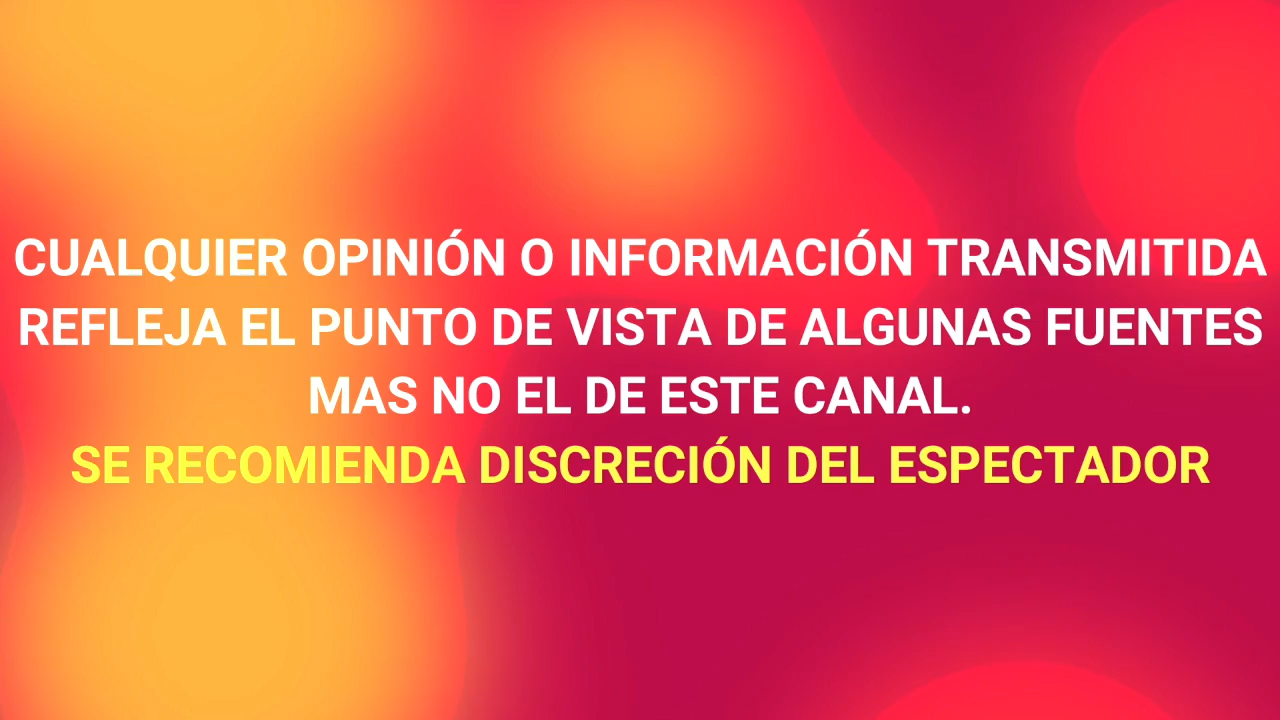 CUALQUIER OPINIÓN O INFORMACIÓN TRANSMITIDA
REFLEJA EL PUNTO DE VISTA DE ALGUNAS FUENTES
MAS NO EL DE ESTE CANAL.
SE RECOMIENDA DISCRECIÓN DEL ESPECTADOR